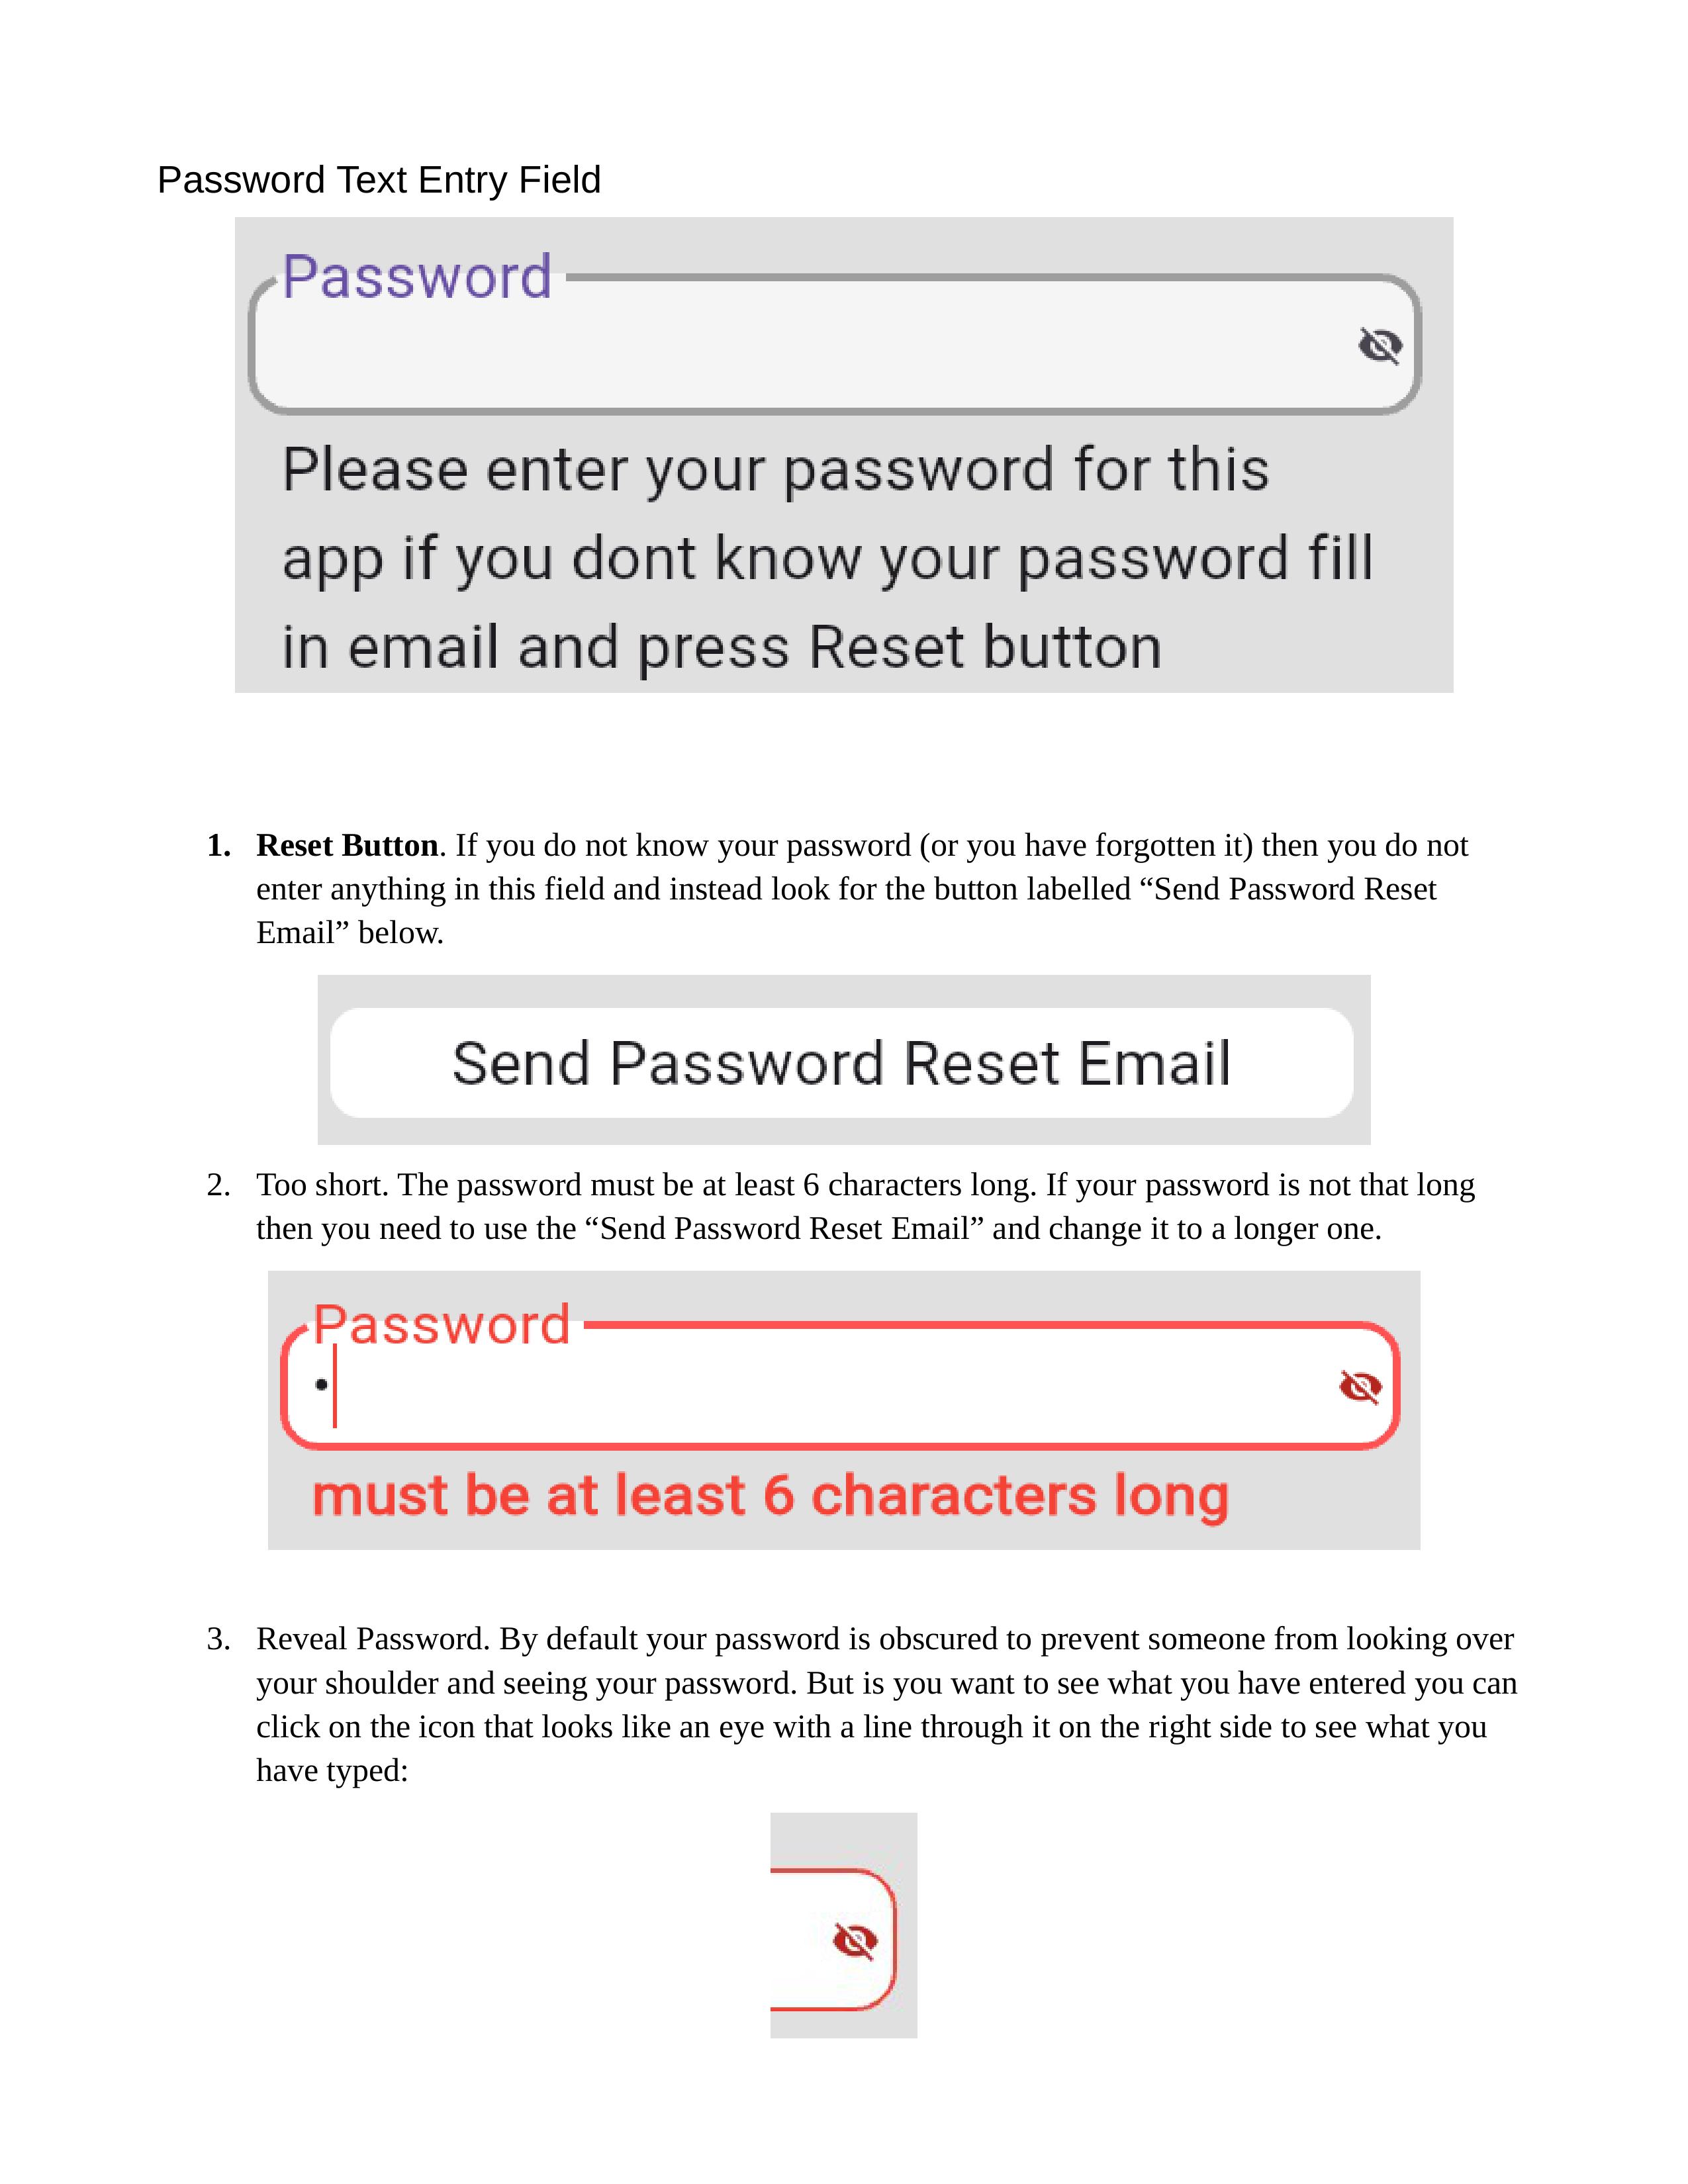 Password Text Entry Field
Password
Please enter your password for this
app if you dont know your password fill
in email and press Reset button
1. Reset Button. If you do not know your password (or you have forgotten it) then you do not
enter anything in this field and instead look for the button labelled “Send Password Reset
Email” below.
Send Password Reset Email
2. Too short. The password must be at least 6 characters long. If your password is not that long
then you need to use the “Send Password Reset Email” and change it to a longer one.
Password
•
must be at least 6 characters long
3. Reveal Password. By default your password is obscured to prevent someone from looking over
your shoulder and seeing your password. But is you want to see what you have entered you can
click on the icon that looks like an eye with a line through it on the right side to see what you
have typed: